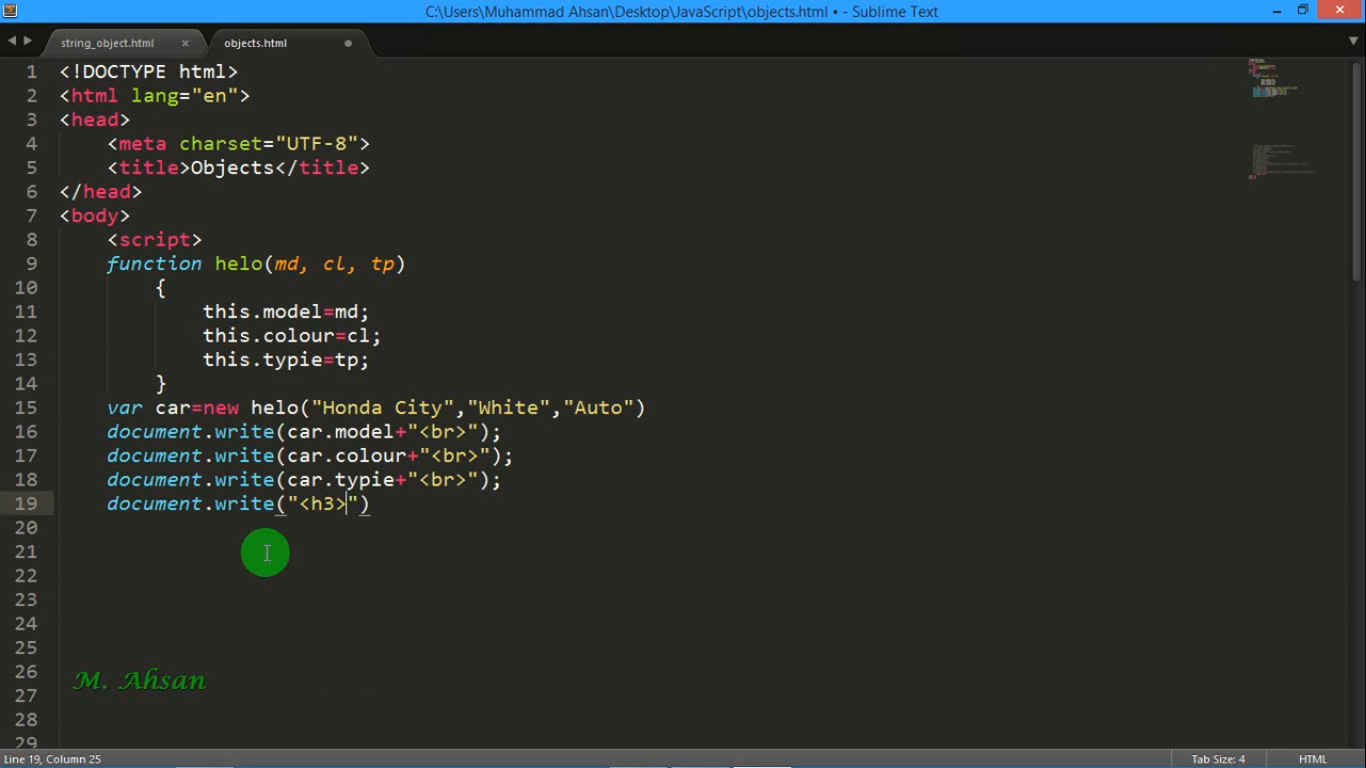 C:\Users\Muhammad Ahsan\Desktop\JavaScript\objects.html • - Sublime Text
string_object.html × objects.html
1 <!DOCTYPE html>
2 <html lang="en">
3 <head>
4 <meta charset="UTF-8">
5 <title>Objects</title>
6 </head>
7 <body>
8 <script>
9 function helo(md, cl, tp)
10 {
11 this.model=md;
12 this.colour=cl;
13 this.typie=tp;
14 }
15 var car=new helo("Honda City","White","Auto")
16 document.write(car.model+"<br>");
17 document.write(car.colour+"<br>");
18 document.write(car.typie+"<br>");
19 document.write("<h3>")
20
21
22
23
24
25
26
M. Ahsan
27
28
29
Line 19, Column 25 Tab Size: 4 HTML